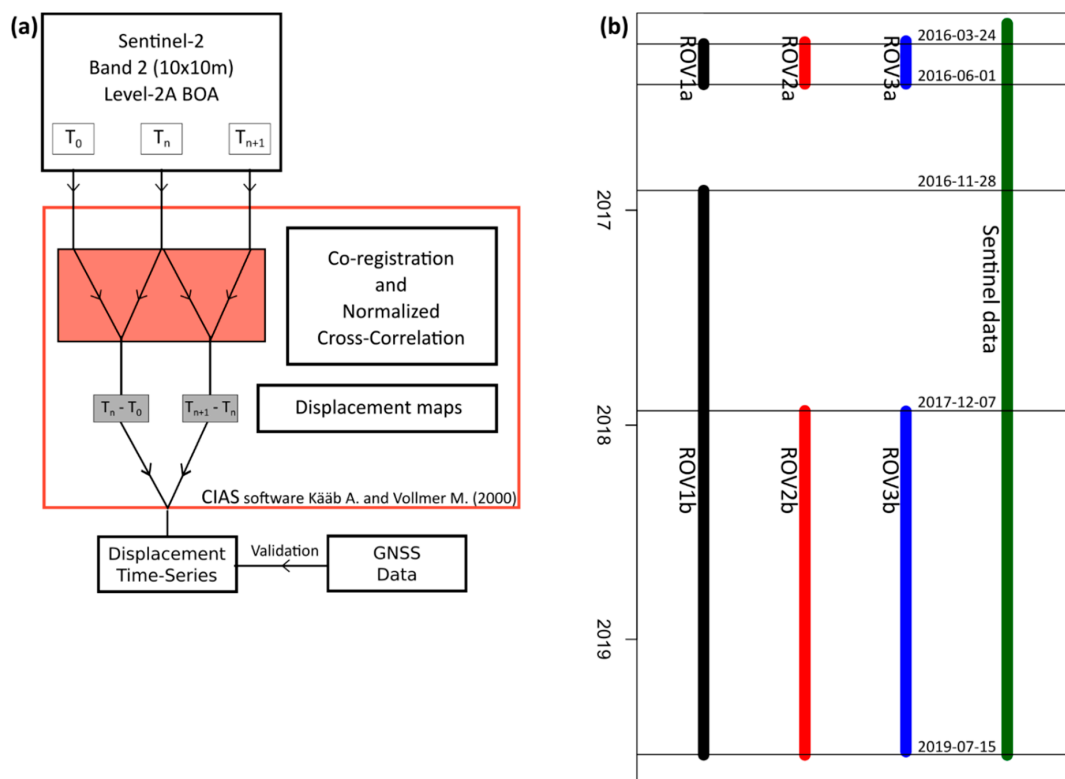 (a)
Sentinel-2
Band 2 (10x10m)
Level-2A BOA
T0
Tn
Tn+1
Co-registration
and
Normalized
Cross-Correlation
Tn - T0
Tn+1 - Tn
Displacement maps
CIAS software Kääb A. and Vollmer M. (2000)
Displacement
Time-Series
Validation
GNSS
Data
(b)
ROV1a
ROV2a
ROV3a
2016-03-24
2016-06-01
2016-11-28
2017
Sentinel data
2017-12-07
2018
ROV1b
ROV2b
ROV3b
2019
2019-07-15